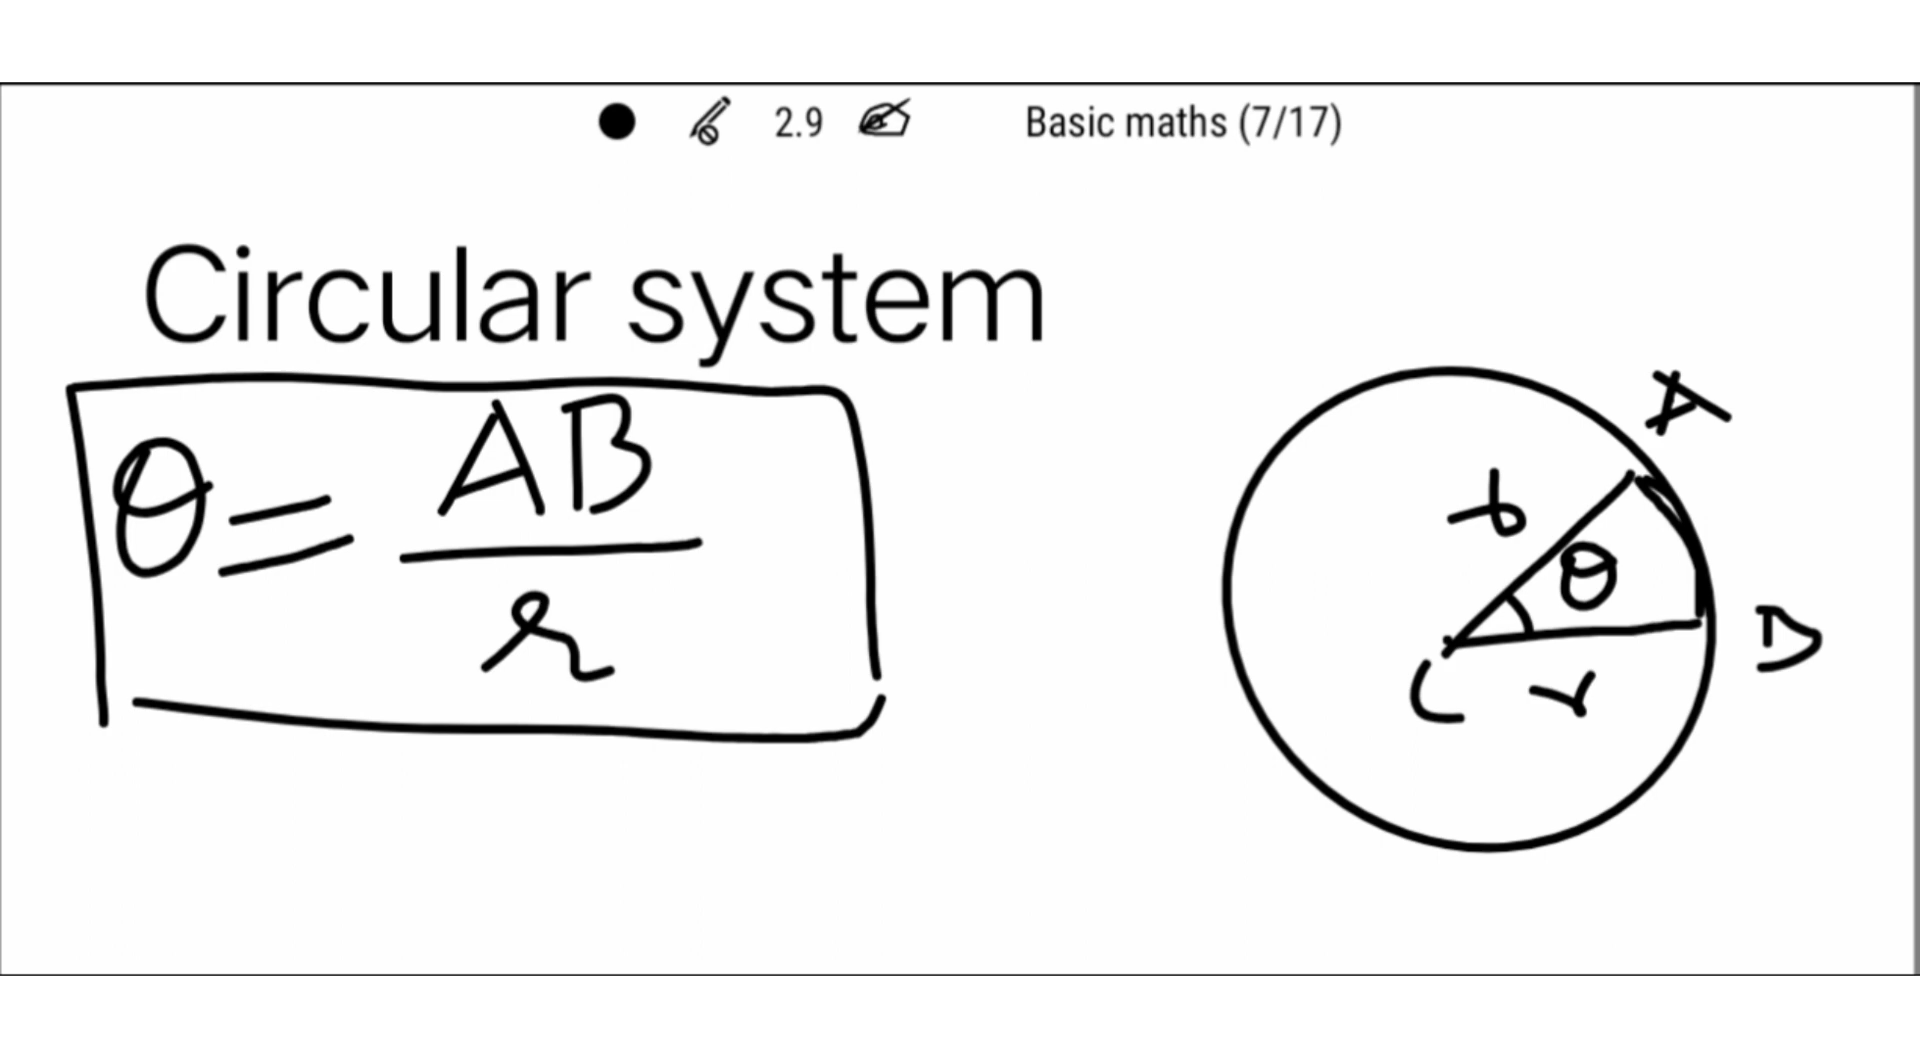 2.9 Basic maths (7/17)
Circular system
θ = AB
r
A
r
θ
D
C
r